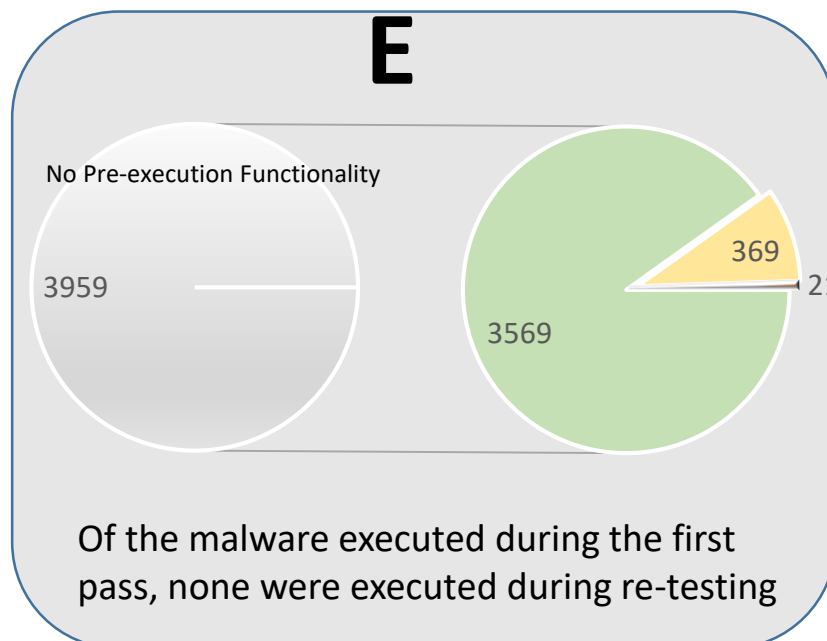 E
No Pre-execution Functionality
3959
369
21
3569
Of the malware executed during the first
pass, none were executed during re-testing